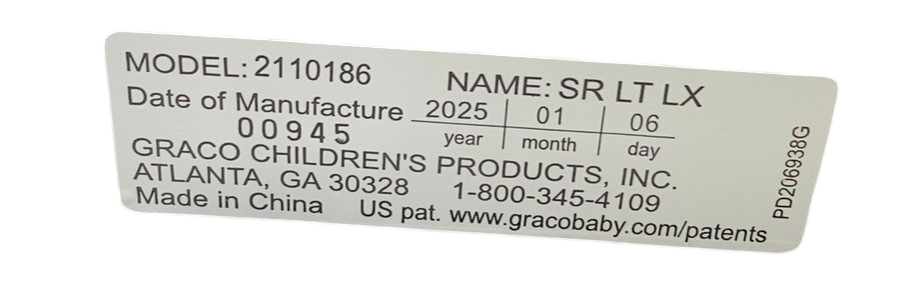 MODEL: 2110186 NAME: SR LT LX
Date of Manufacture 2025 01 06
00945 year month day
GRACO CHILDREN'S PRODUCTS, INC.
ATLANTA, GA 30328 1-800-345-4109
Made in China US pat. www.gracobaby.com/patents
PD206938G